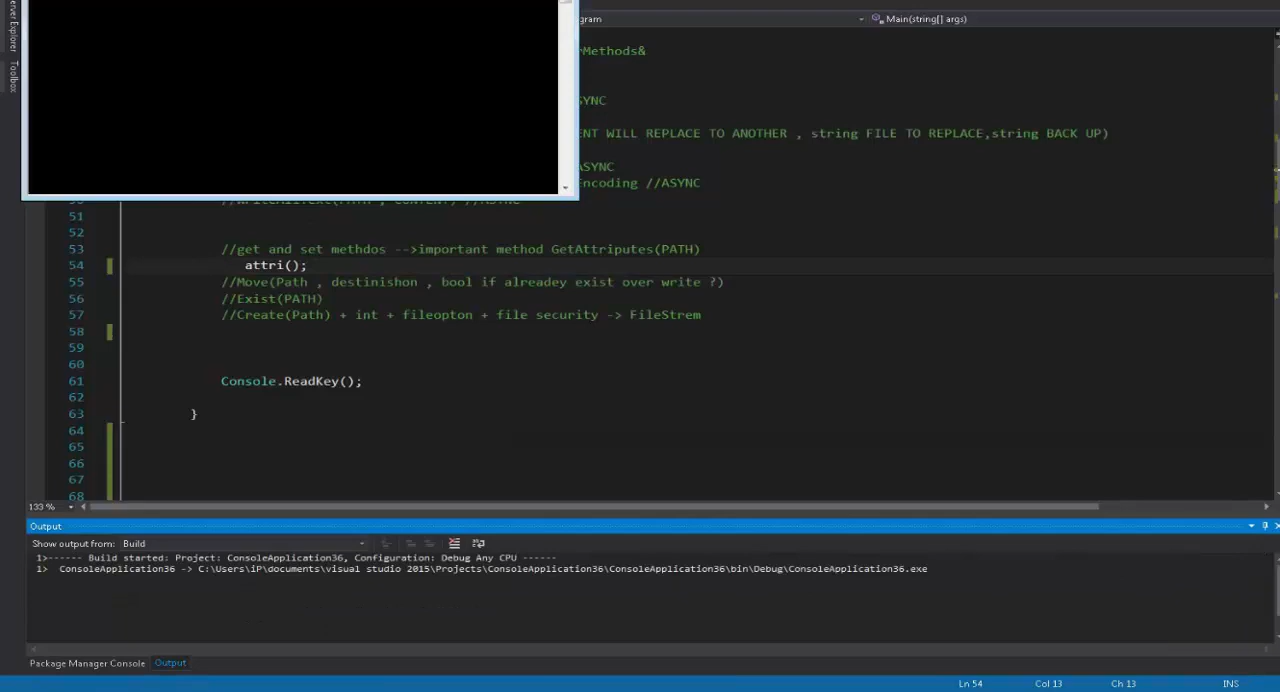 Server Explorer
Toolbox
gram
Main(string[] args)
rMethods&
SYNC
ENT WILL REPLACE TO ANOTHER , string FILE TO REPLACE,string BACK UP)
ASYNC
Encoding //ASYNC
51
52
53 //get and set methdos -->important method GetAttriputes(PATH)
54 attri();
55 //Move(Path , destinishon , bool if alreadey exist over write ?)
56 //Exist(PATH)
57 //Create(Path) + int + fileopton + file security -> FileStrem
58
59
60
61 Console.ReadKey();
62
63 }
64
65
66
67
68
133 %
Output
Show output from: Build
1>------ Build started: Project: ConsoleApplication36, Configuration: Debug Any CPU ------
1> ConsoleApplication36 -> C:\Users\iP\documents\visual studio 2015\Projects\ConsoleApplication36\ConsoleApplication36\bin\Debug\ConsoleApplication36.exe
Package Manager Console Output
Ln 54 Col 13 Ch 13 INS